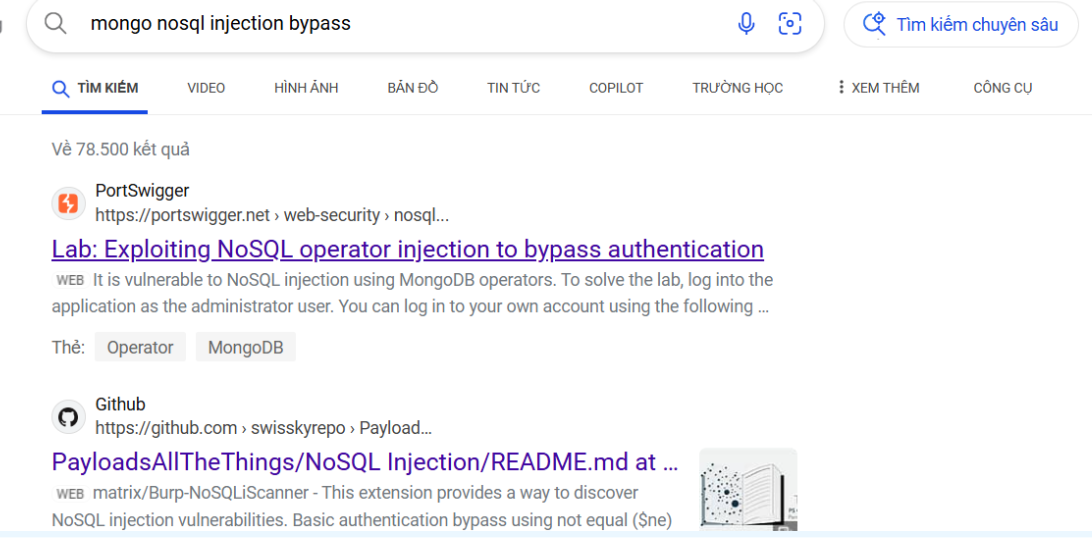 mongo nosql injection bypass
Tìm kiếm chuyên sâu
TÌM KIẾM
VIDEO
HÌNH ẢNH
BẢN ĐỒ
TIN TỨC
COPILOT
TRƯỜNG HỌC
XEM THÊM
CÔNG CỤ
Về 78.500 kết quả
PortSwigger
https://portswigger.net › web-security › nosql...
Lab: Exploiting NoSQL operator injection to bypass authentication
WEB It is vulnerable to NoSQL injection using MongoDB operators. To solve the lab, log into the
application as the administrator user. You can log in to your own account using the following ...
Thẻ: Operator MongoDB
Github
https://github.com › swisskyrepo › Payload...
PayloadsAllTheThings/NoSQL Injection/README.md at ...
WEB matrix/Burp-NoSQLiScanner - This extension provides a way to discover
NoSQL injection vulnerabilities. Basic authentication bypass using not equal ($ne)